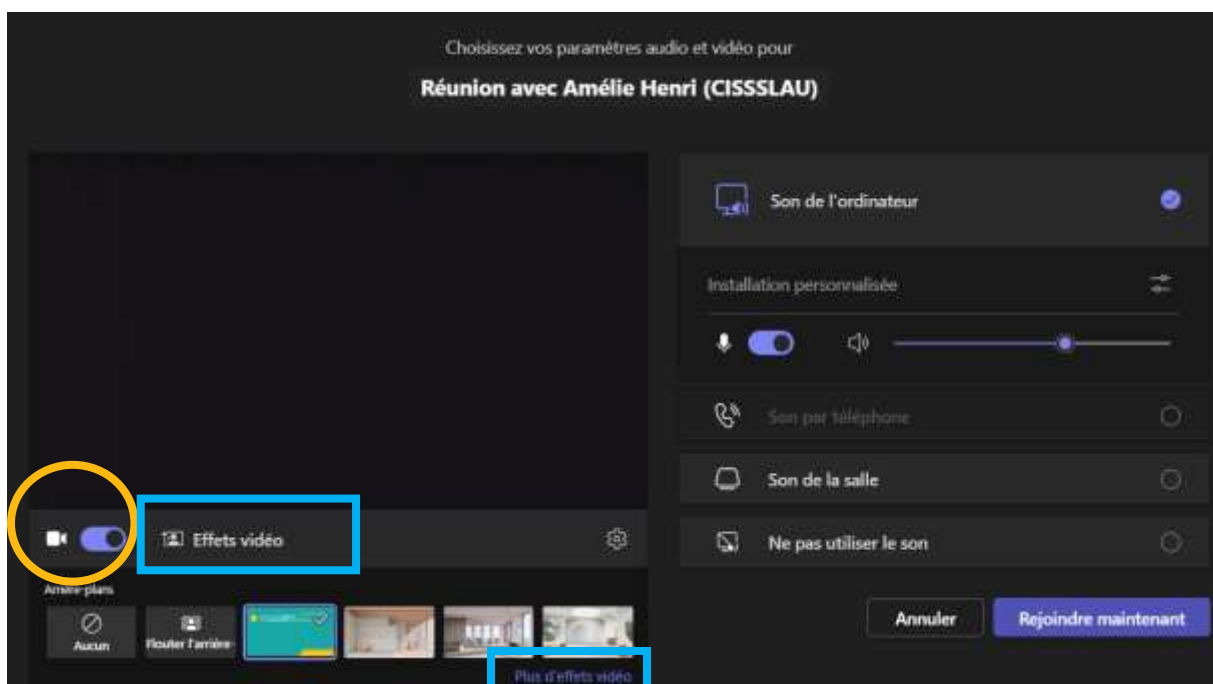 Choisissez vos paramètres audio et vidéo pour
Réunion avec Amélie Henri (CISSSLAU)
Son de l'ordinateur
Installation personnalisée
Son par téléphone
Son de la salle
Ne pas utiliser le son
Effets vidéo
Arrière-plans
Aucun
Flouter l'arrière-
Plus d'effets vidéo
Annuler
Rejoindre maintenant